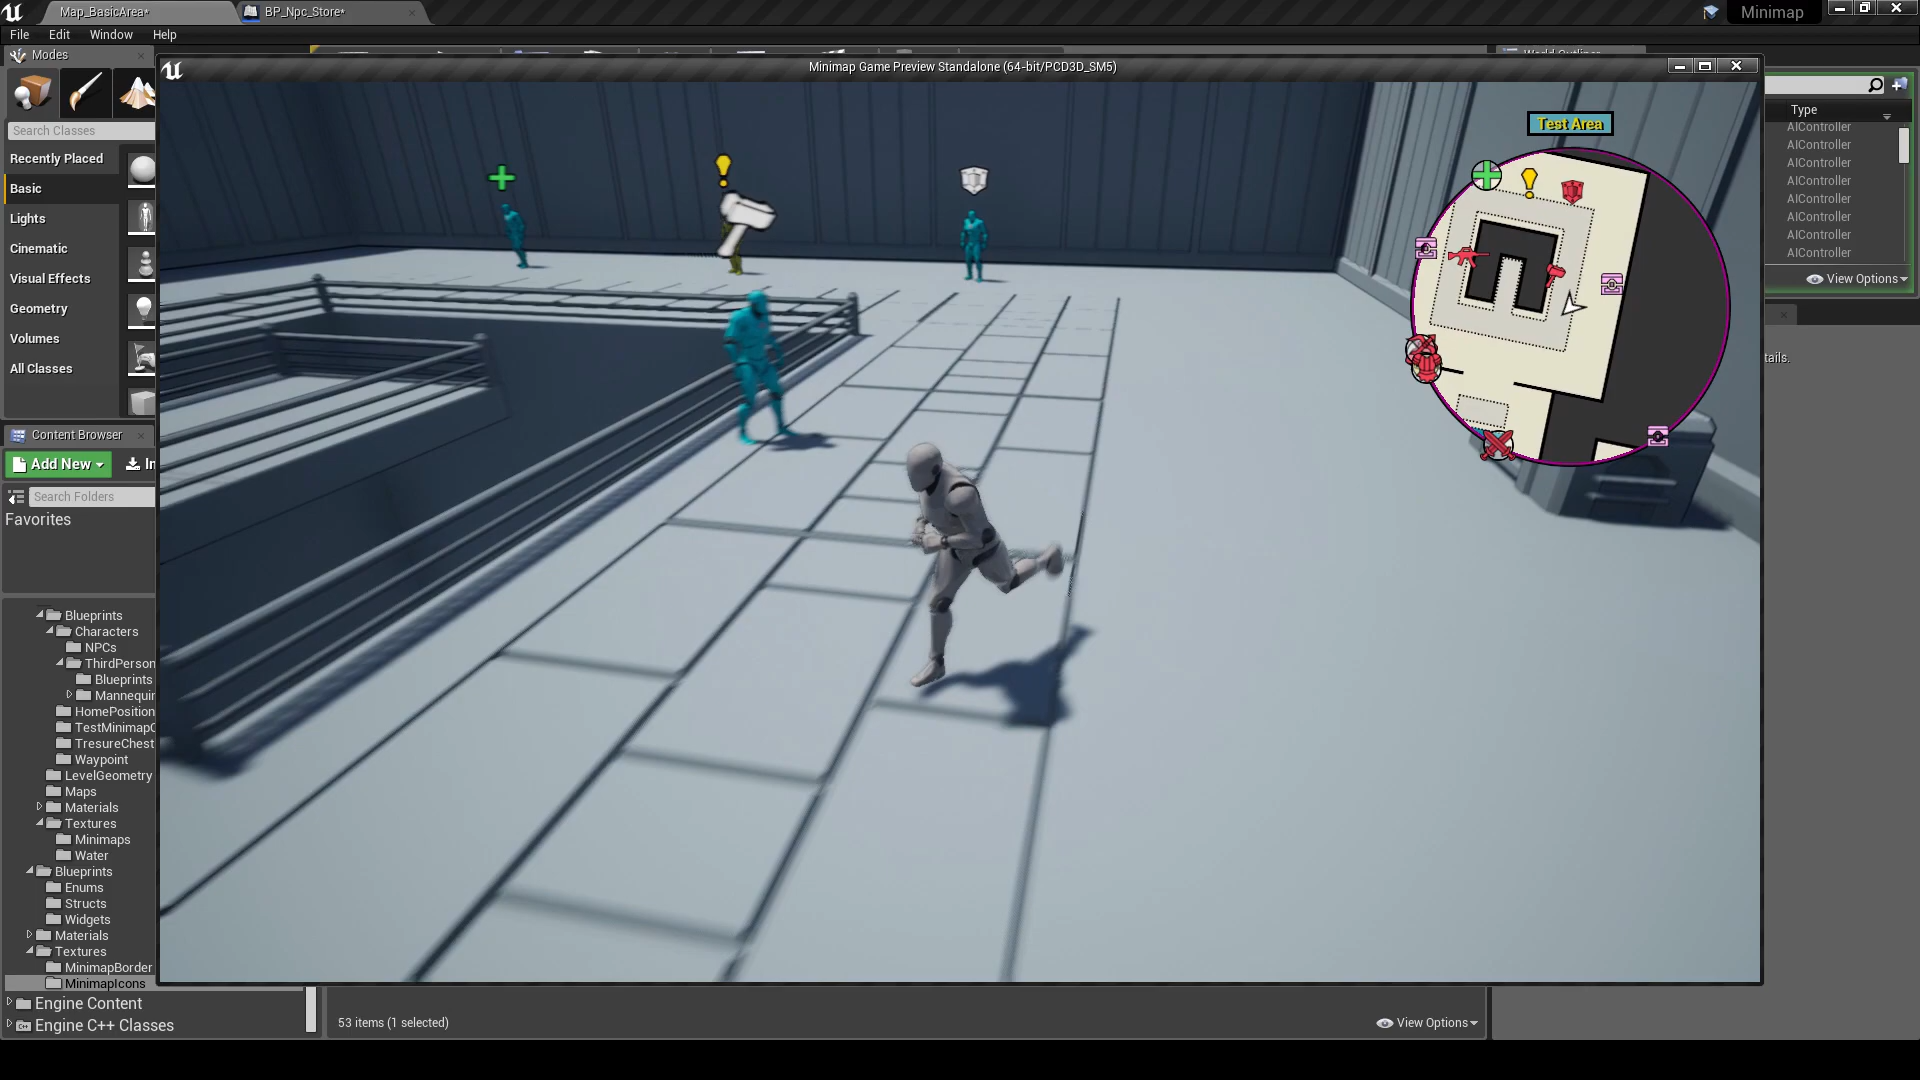 Map_BasicArea*
BP_Npc_Store*
Minimap
File
Edit
Window
Help
Modes
Minimap Game Preview Standalone (64-bit/PCD3D_SM5)
Search Classes
Recently Placed
Basic
Lights
Cinematic
Visual Effects
Geometry
Volumes
All Classes
Test Area
Type
AIController
AIController
AIController
AIController
AIController
AIController
AIController
AIController
View Options
tails.
Content Browser
Add New
Search Folders
Favorites
Blueprints
Characters
NPCs
ThirdPerson
Blueprints
Mannequin
HomePosition
TestMinimapC
TresureChest
Waypoint
LevelGeometry
Maps
Materials
Textures
Minimaps
Water
Blueprints
Enums
Structs
Widgets
Materials
Textures
MinimapBorder
MinimapIcons
Engine Content
Engine C++ Classes
53 items (1 selected)
View Options